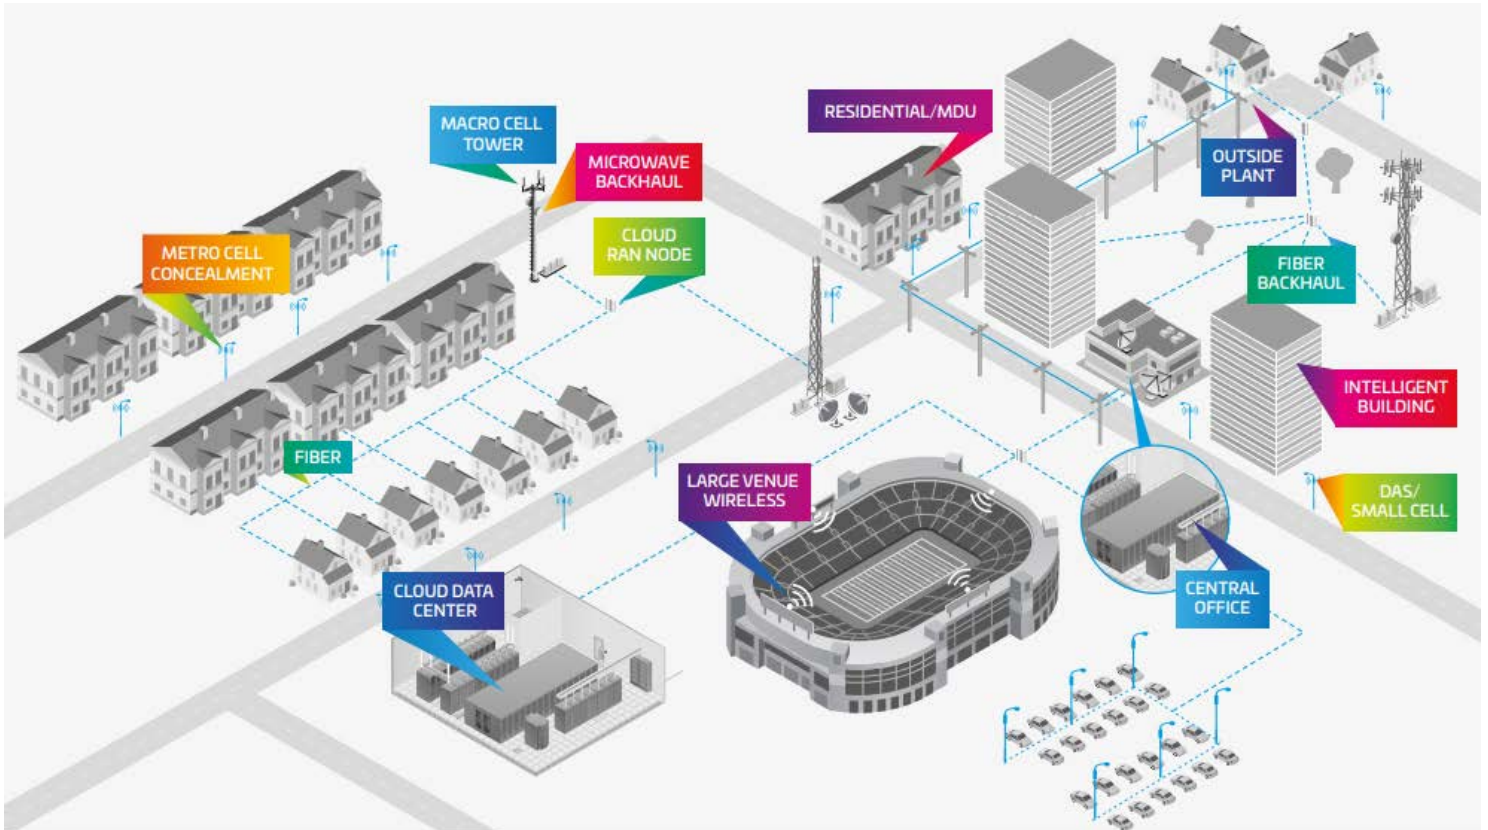 MACRO CELL
TOWER
MICROWAVE
BACKHAUL
RESIDENTIAL/MDU
OUTSIDE
PLANT
METRO CELL
CONCEALMENT
CLOUD
RAN NODE
FIBER
BACKHAUL
INTELLIGENT
BUILDING
FIBER
LARGE VENUE
WIRELESS
DAS/
SMALL CELL
CLOUD DATA
CENTER
CENTRAL
OFFICE